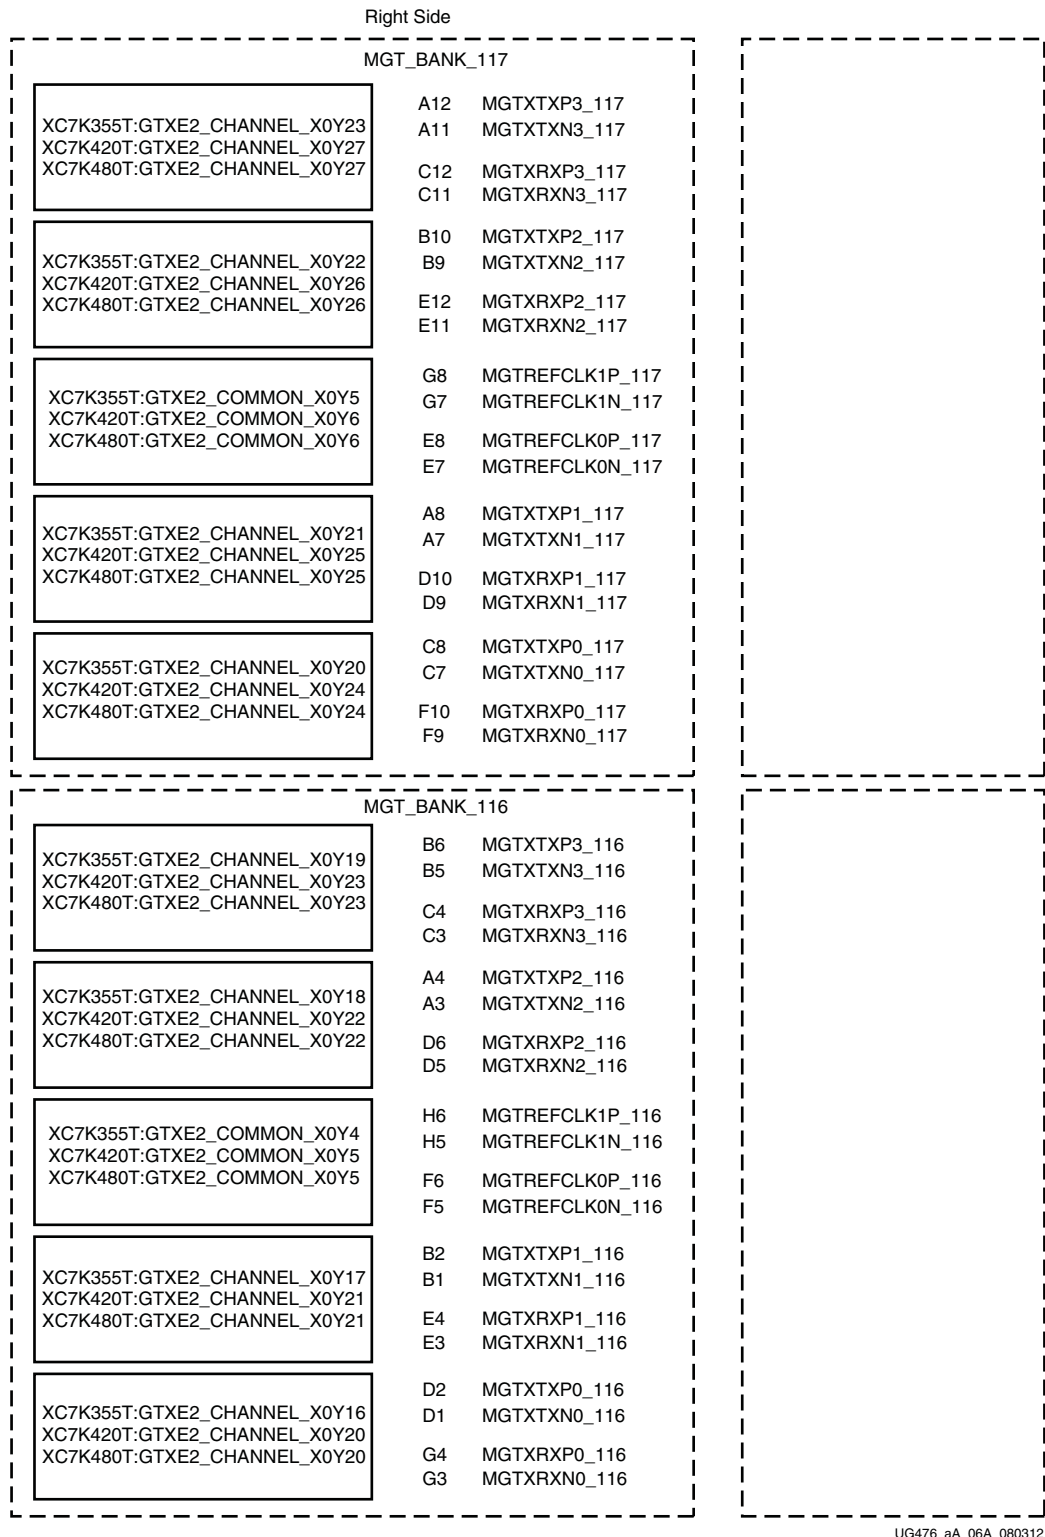 Right Side
MGT_BANK_117
XC7K355T:GTXE2_CHANNEL_X0Y23
XC7K420T:GTXE2_CHANNEL_X0Y27
XC7K480T:GTXE2_CHANNEL_X0Y27
A12 MGTXTXP3_117
A11 MGTXTXN3_117
C12 MGTXRXP3_117
C11 MGTXRXN3_117
XC7K355T:GTXE2_CHANNEL_X0Y22
XC7K420T:GTXE2_CHANNEL_X0Y26
XC7K480T:GTXE2_CHANNEL_X0Y26
B10 MGTXTXP2_117
B9 MGTXTXN2_117
E12 MGTXRXP2_117
E11 MGTXRXN2_117
XC7K355T:GTXE2_COMMON_X0Y5
XC7K420T:GTXE2_COMMON_X0Y6
XC7K480T:GTXE2_COMMON_X0Y6
G8 MGTREFCLK1P_117
G7 MGTREFCLK1N_117
E8 MGTREFCLK0P_117
E7 MGTREFCLK0N_117
XC7K355T:GTXE2_CHANNEL_X0Y21
XC7K420T:GTXE2_CHANNEL_X0Y25
XC7K480T:GTXE2_CHANNEL_X0Y25
A8 MGTXTXP1_117
A7 MGTXTXN1_117
D10 MGTXRXP1_117
D9 MGTXRXN1_117
XC7K355T:GTXE2_CHANNEL_X0Y20
XC7K420T:GTXE2_CHANNEL_X0Y24
XC7K480T:GTXE2_CHANNEL_X0Y24
C8 MGTXTXP0_117
C7 MGTXTXN0_117
F10 MGTXRXP0_117
F9 MGTXRXN0_117
MGT_BANK_116
XC7K355T:GTXE2_CHANNEL_X0Y19
XC7K420T:GTXE2_CHANNEL_X0Y23
XC7K480T:GTXE2_CHANNEL_X0Y23
B6 MGTXTXP3_116
B5 MGTXTXN3_116
C4 MGTXRXP3_116
C3 MGTXRXN3_116
XC7K355T:GTXE2_CHANNEL_X0Y18
XC7K420T:GTXE2_CHANNEL_X0Y22
XC7K480T:GTXE2_CHANNEL_X0Y22
A4 MGTXTXP2_116
A3 MGTXTXN2_116
D6 MGTXRXP2_116
D5 MGTXRXN2_116
XC7K355T:GTXE2_COMMON_X0Y4
XC7K420T:GTXE2_COMMON_X0Y5
XC7K480T:GTXE2_COMMON_X0Y5
H6 MGTREFCLK1P_116
H5 MGTREFCLK1N_116
F6 MGTREFCLK0P_116
F5 MGTREFCLK0N_116
XC7K355T:GTXE2_CHANNEL_X0Y17
XC7K420T:GTXE2_CHANNEL_X0Y21
XC7K480T:GTXE2_CHANNEL_X0Y21
B2 MGTXTXP1_116
B1 MGTXTXN1_116
E4 MGTXRXP1_116
E3 MGTXRXN1_116
XC7K355T:GTXE2_CHANNEL_X0Y16
XC7K420T:GTXE2_CHANNEL_X0Y20
XC7K480T:GTXE2_CHANNEL_X0Y20
D2 MGTXTXP0_116
D1 MGTXTXN0_116
G4 MGTXRXP0_116
G3 MGTXRXN0_116
UG476_aA_06A_080312